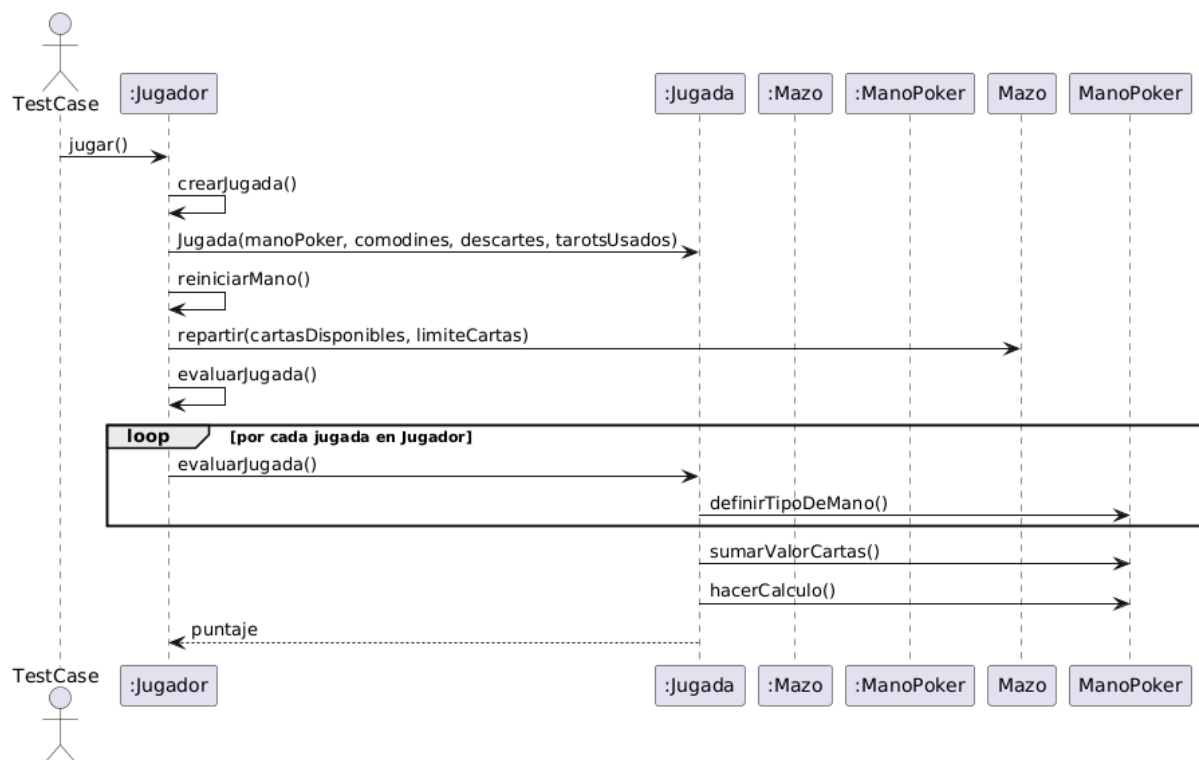 TestCase
:Jugador
:Jugada
:Mazo
:ManoPoker
Mazo
ManoPoker
jugar()
crearJugada()
Jugada(manoPoker, comodines, descartes, tarotsUsados)
reiniciarMano()
repartir(cartasDisponibles, limiteCartas)
evaluarJugada()
loop
[por cada jugada en Jugador]
evaluarJugada()
definirTipoDeMano()
sumarValorCartas()
hacerCalculo()
puntaje
TestCase
:Jugador
:Jugada
:Mazo
:ManoPoker
Mazo
ManoPoker